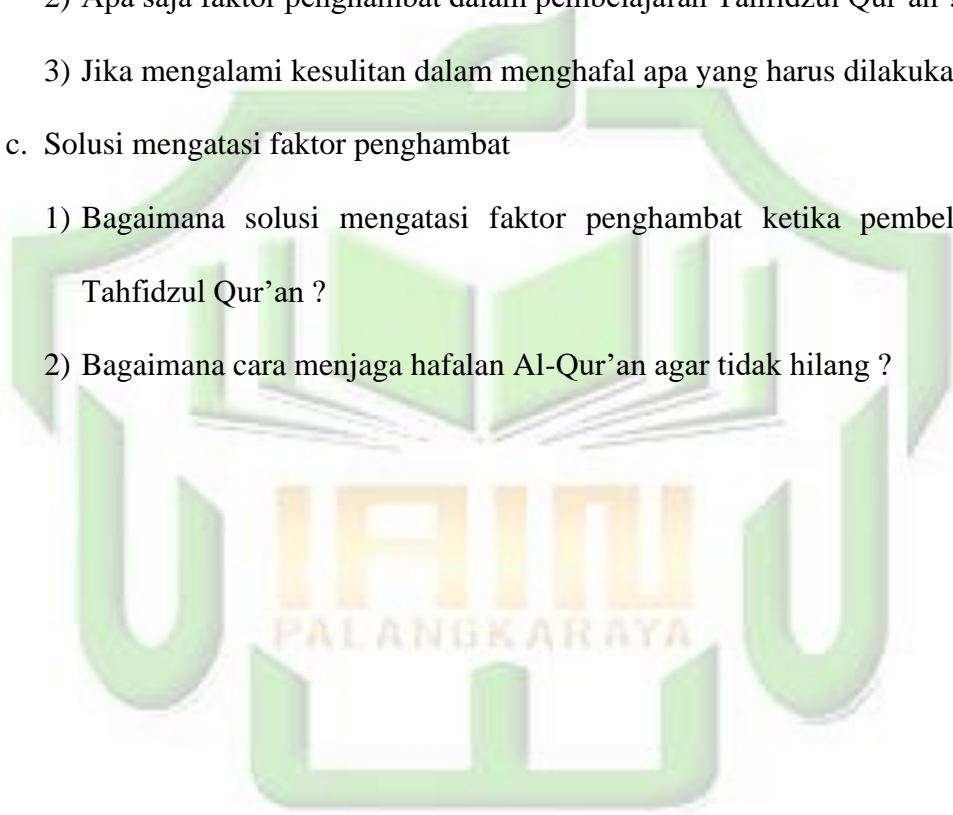 2) Apa saja faktor penghambat dalam pembelajaran Tahfidzul Qur’an
3) Jika mengalami kesulitan dalam menghafal apa yang harus
c. Solusi mengatasi faktor penghambat
1) Bagaimana solusi mengatasi faktor penghambat ketika
Tahfidzul Qur’an ?
2) Bagaimana cara menjaga hafalan Al-Qur’an agar tidak hilang ?
IAIN
PALANGKARAYA